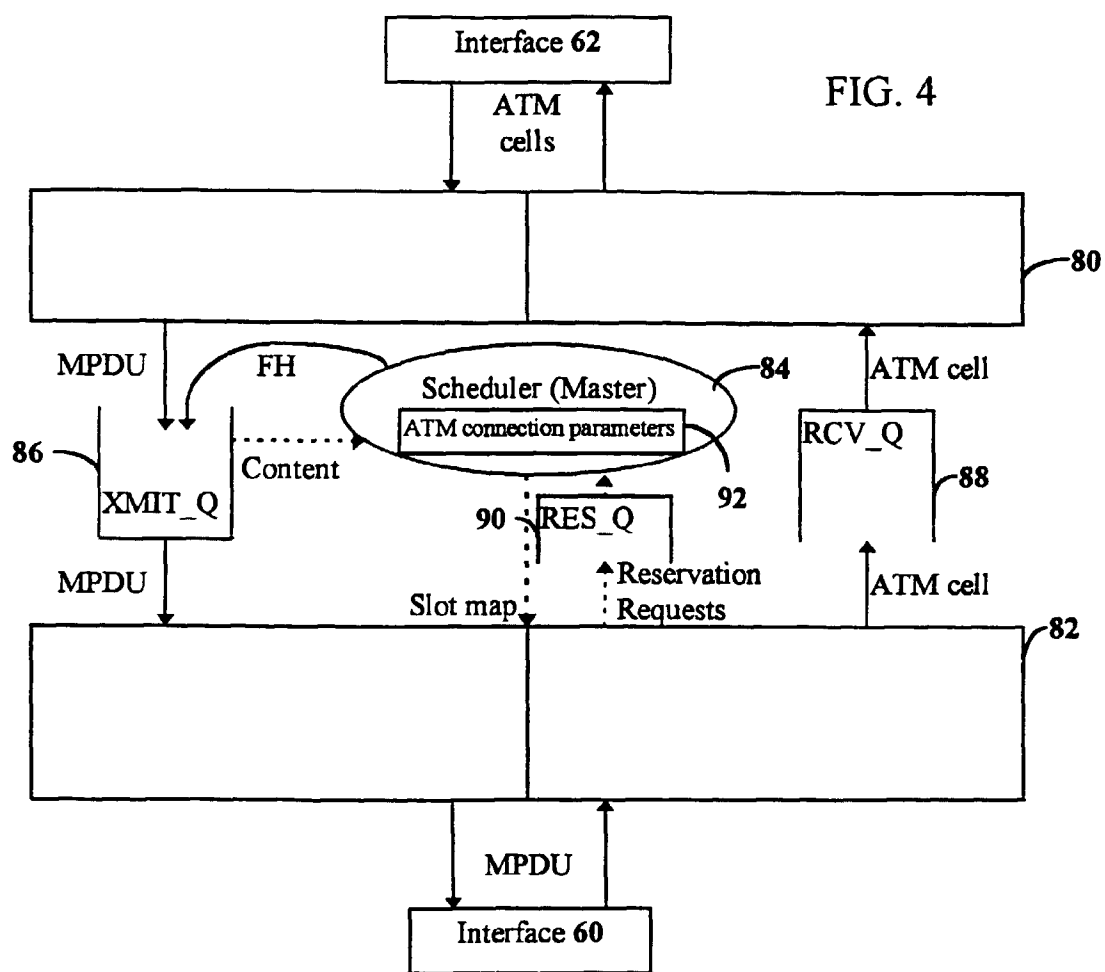 Interface 62
FIG. 4
ATM
cells
80
MPDU
FH
Scheduler (Master)
84
ATM cell
ATM connection parameters
RCV_Q
86
Content
92
88
XMIT_Q
90
RES_Q
MPDU
Reservation
Requests
ATM cell
Slot map
82
MPDU
Interface 60